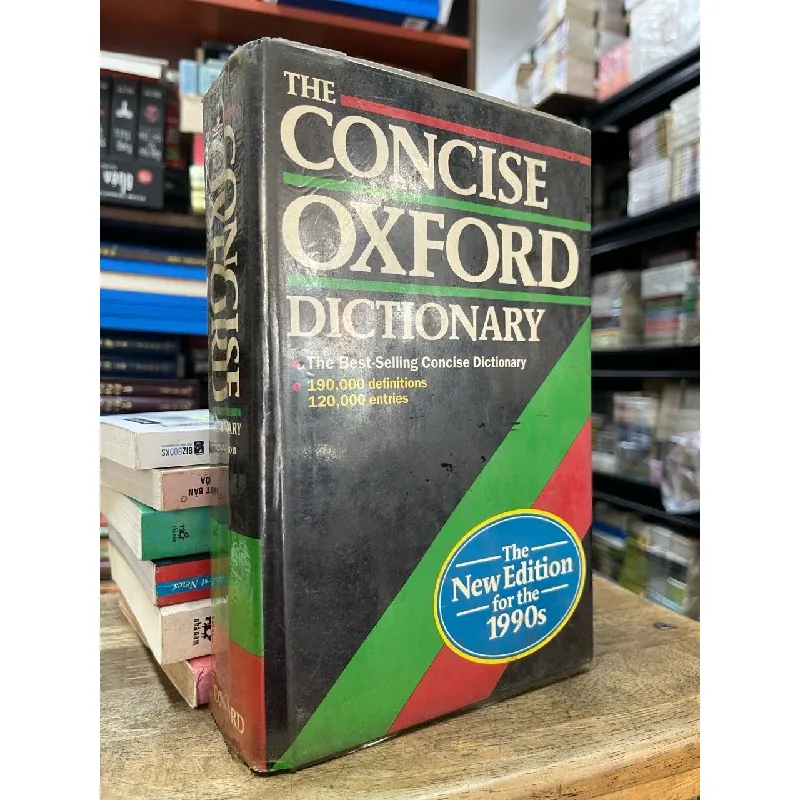 THE
CONCISE
OXFORD
DICTIONARY
The Best-Selling Concise Dictionary
190,000 definitions
120,000 entries
The
New Edition
for the
1990s
CONCISE
OXFORD
BIZBOOKS